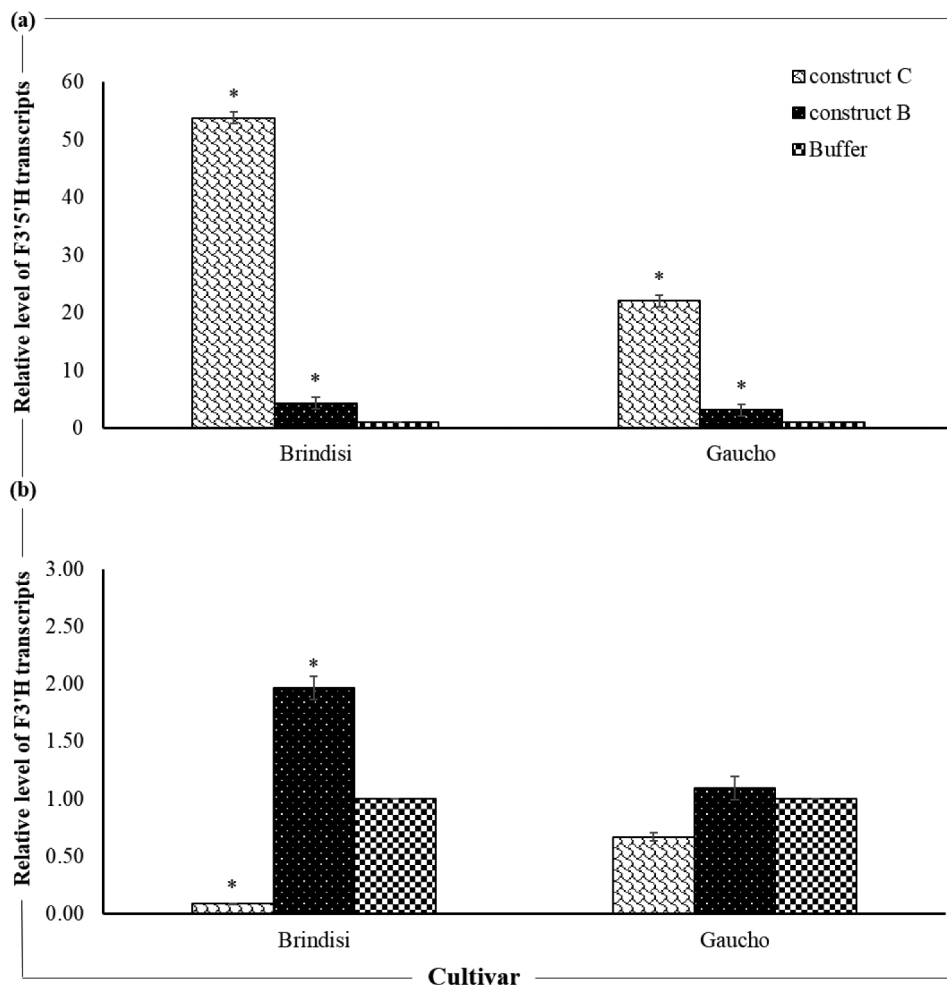 (a)
Relative level of F3'5'H transcripts
60
50
40
30
20
10
0
*
*
*
*
construct C
construct B
Buffer
Brindisi
Gaucho
(b)
Relative level of F3'H transcripts
3.00
2.50
2.00
1.50
1.00
0.50
0.00
*
*
Brindisi
Gaucho
Cultivar